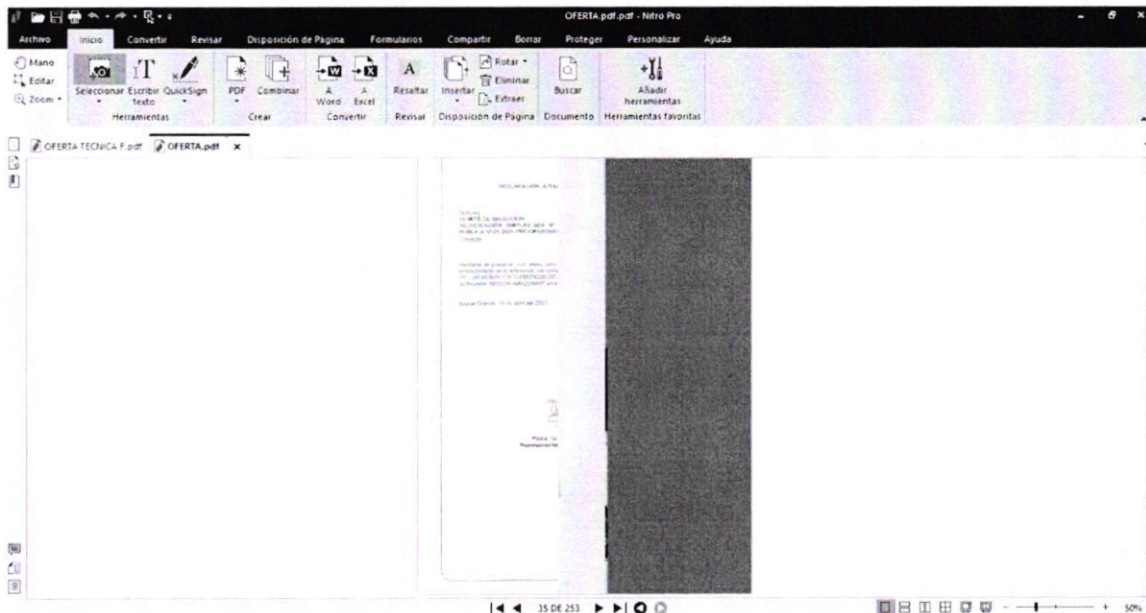 OFERTA.pdf.pdf - Nitro Pro
Archivo Inicio Convertir Revisar Disposición de Página Formularios Compartir Borrar Proteger Personalizar Ayuda
Mano
Editar
Zoom
Seleccionar Escribir texto QuickSign
Herramientas
PDF Combinar
Crear
A Word A Excel
Convertir
Resaltar
Revisar
Insertar Rotar Eliminar Extraer
Disposición de Página
Buscar
Documento
Añadir herramientas
Herramientas favoritas
OFERTA TECNICA F.pdf OFERTA.pdf
35 DE 253
50%